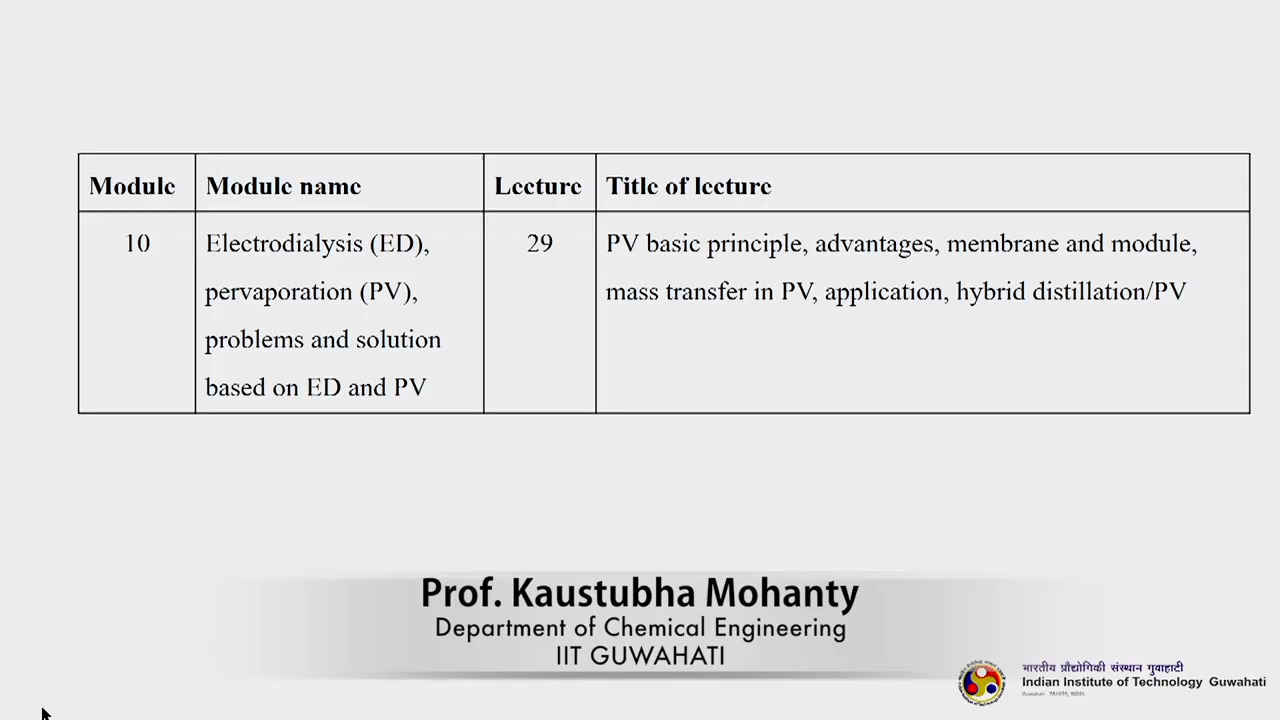 Module Module name Lecture Title of lecture
10 Electrodialysis (ED), 29 PV basic principle, advantages, membrane and module,
pervaporation (PV), mass transfer in PV, application, hybrid distillation/PV
problems and solution
based on ED and PV
Prof. Kaustubha Mohanty
Department of Chemical Engineering
IIT GUWAHATI
भारतीय प्रौद्योगिकी संस्थान गुवाहाटी
Indian Institute of Technology Guwahati